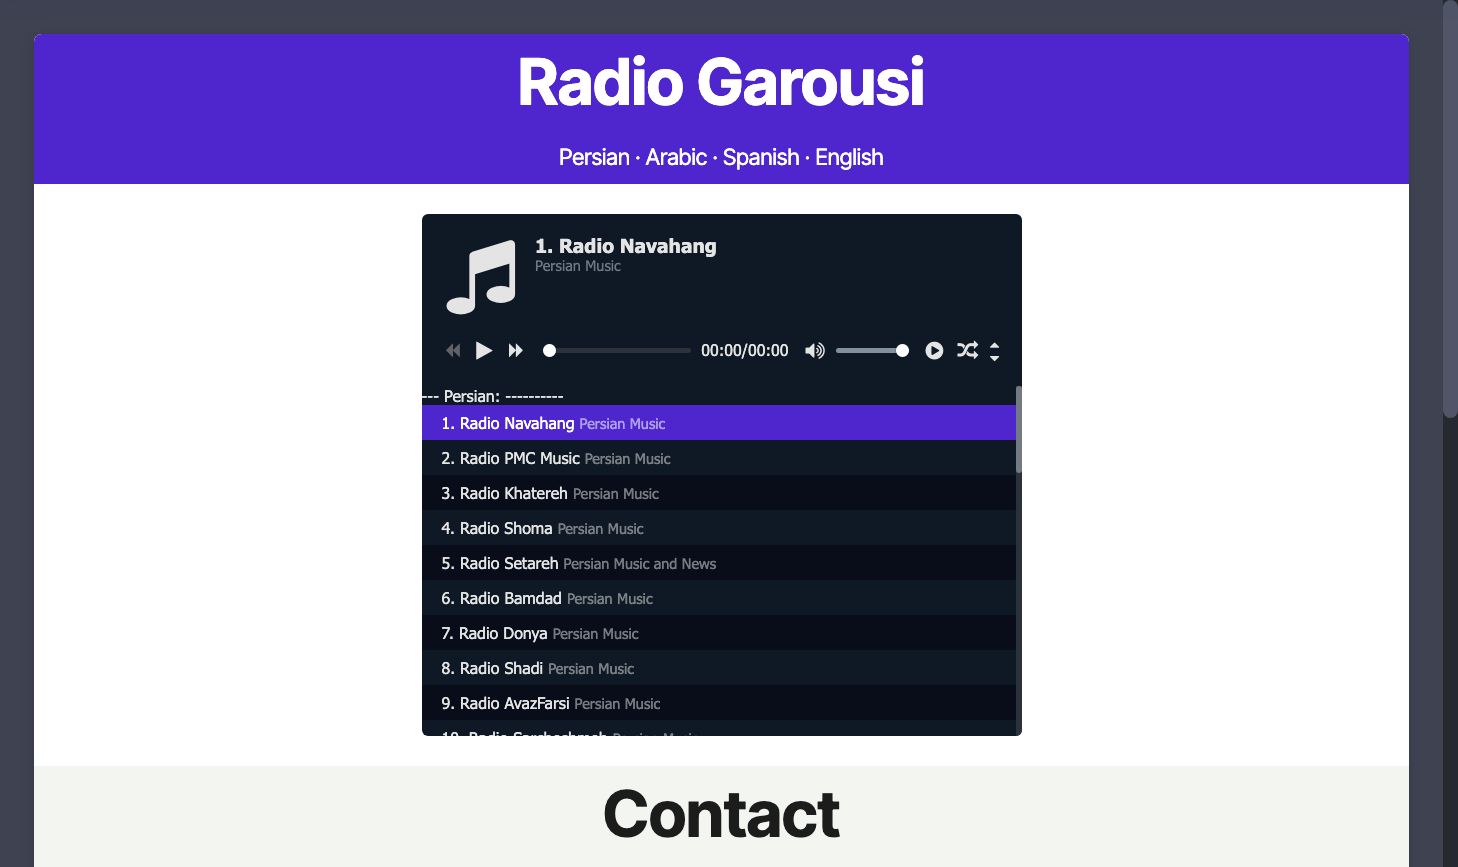 Radio Garousi
Persian · Arabic · Spanish · English
1. Radio Navahang
Persian Music
00:00/00:00
--- Persian: ----------
1. Radio Navahang Persian Music
2. Radio PMC Music Persian Music
3. Radio Khatereh Persian Music
4. Radio Shoma Persian Music
5. Radio Setareh Persian Music and News
6. Radio Bamdad Persian Music
7. Radio Donya Persian Music
8. Radio Shadi Persian Music
9. Radio AvazFarsi Persian Music
10. Radio
Contact